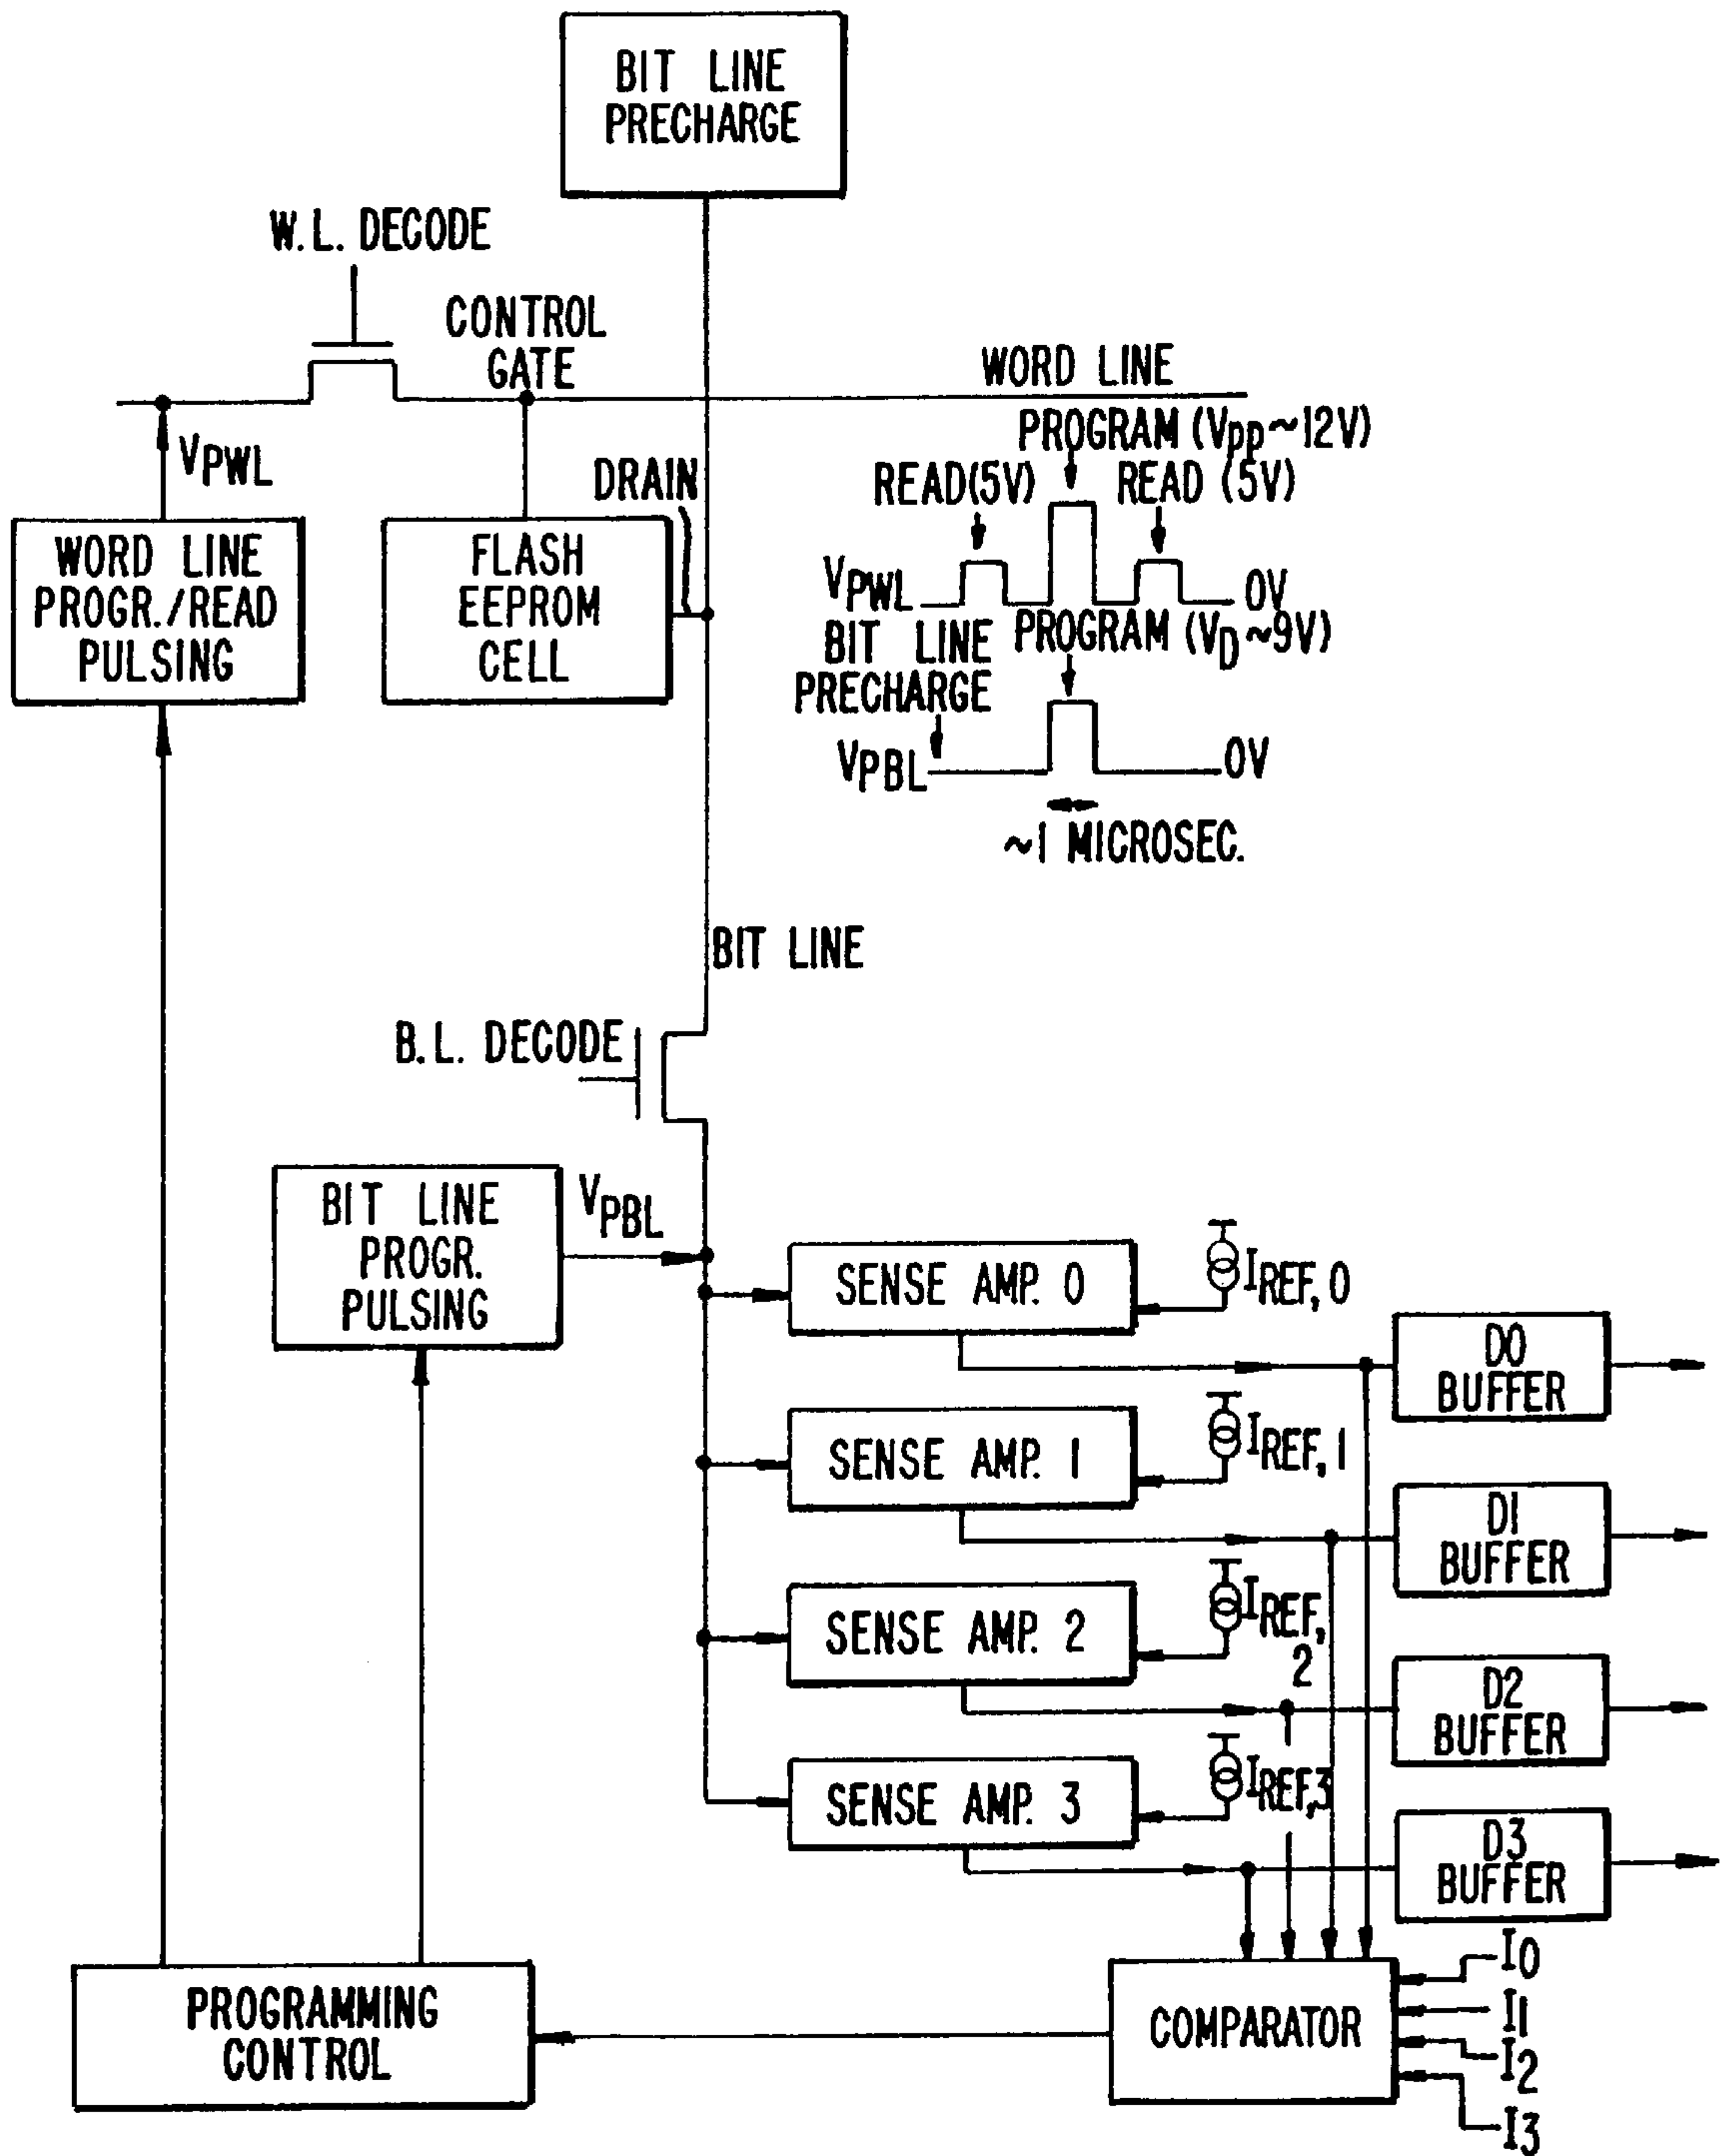 BIT LINE
PRECHARGE
W.L. DECODE
CONTROL
GATE
WORD LINE
PROGRAM (VPP~12V)
VPWL
DRAIN
READ(5V)
READ (5V)
WORD LINE
PROGR./READ
PULSING
FLASH
EEPROM
CELL
VPWL
0V
BIT LINE
PRECHARGE
PROGRAM (VD~9V)
VPBL
0V
~1 MICROSEC.
BIT LINE
B.L. DECODE
BIT LINE
PROGR.
PULSING
VPBL
SENSE AMP. 0
IREF, 0
D0
BUFFER
SENSE AMP. 1
IREF, 1
D1
BUFFER
SENSE AMP. 2
IREF,
2
D2
BUFFER
SENSE AMP. 3
IREF,3
D3
BUFFER
PROGRAMMING
CONTROL
COMPARATOR
I0
I1
I2
I3